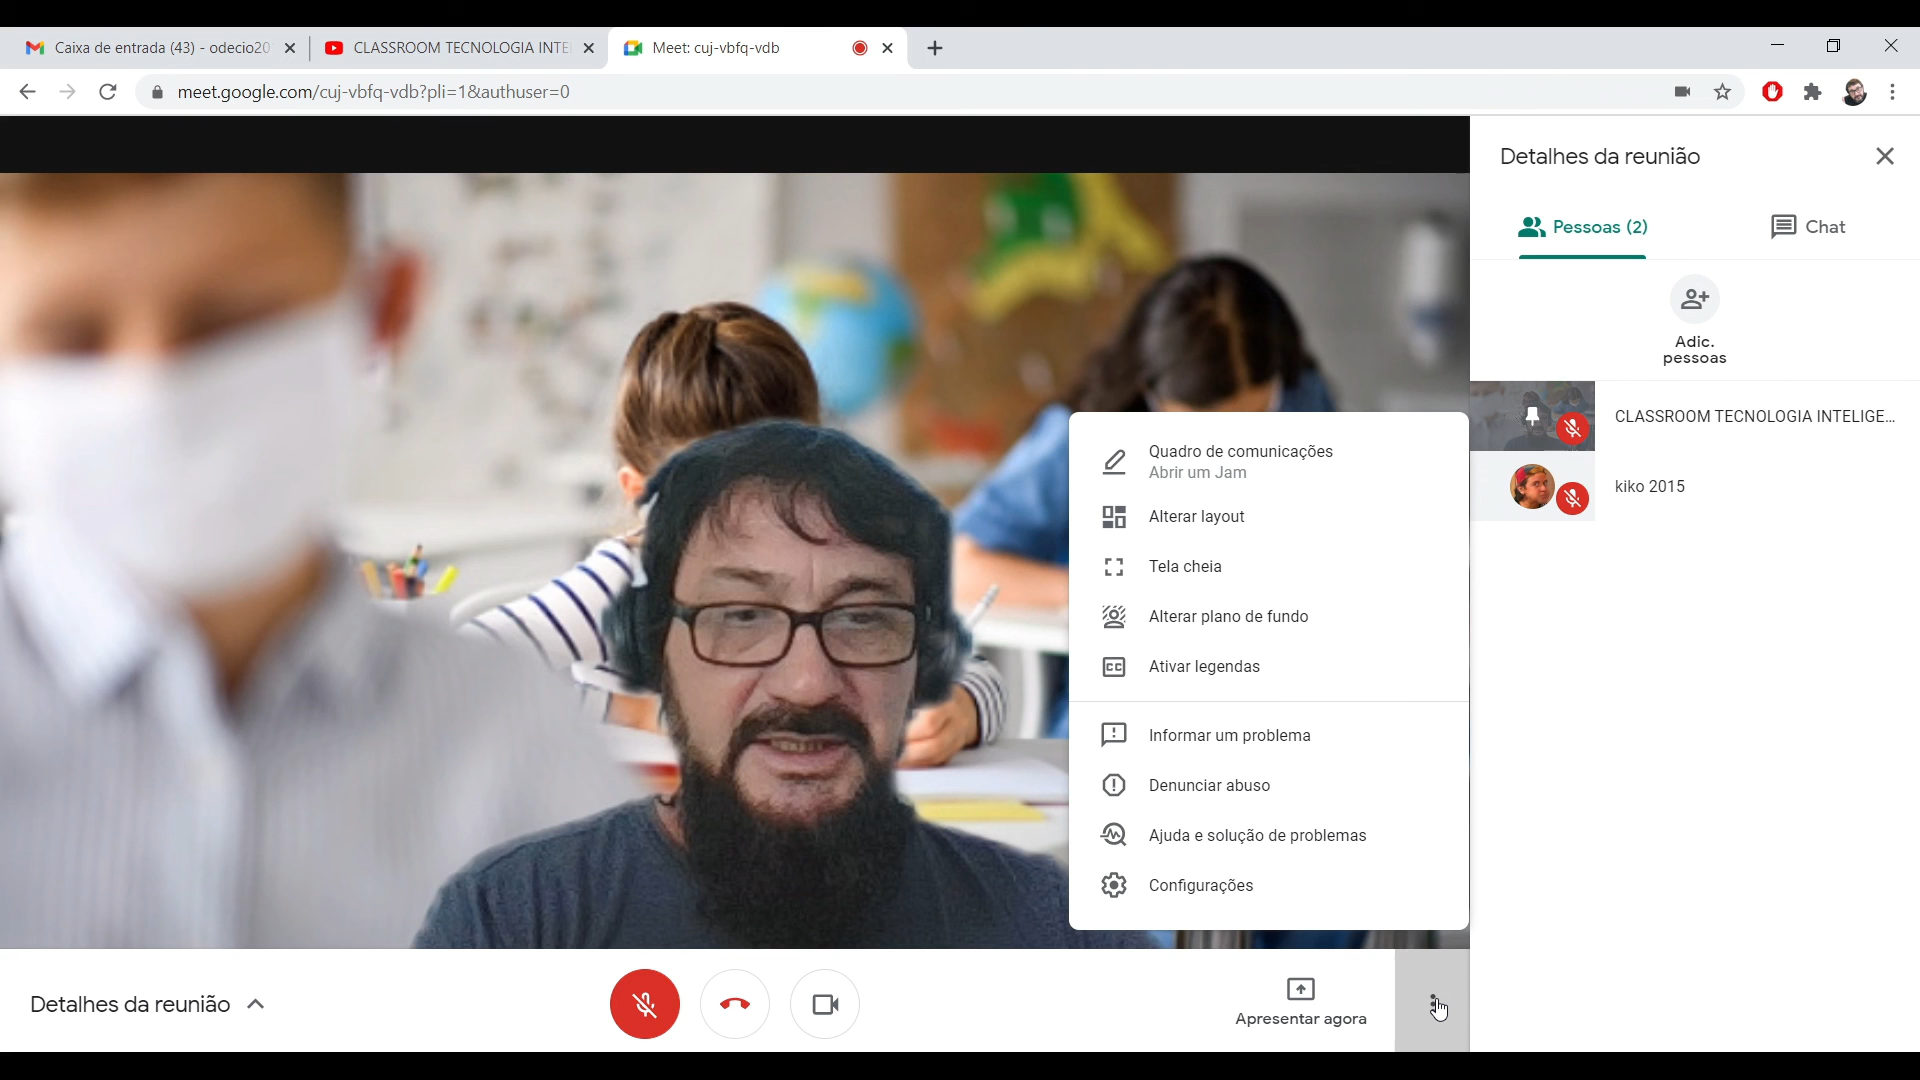 Caixa de entrada (43) - odecio20
CLASSROOM TECNOLOGIA INTE
Meet: cuj-vbfq-vdb
meet.google.com/cuj-vbfq-vdb?pli=1&authuser=0
Detalhes da reunião
Pessoas (2)
Chat
Adic.
pessoas
CLASSROOM TECNOLOGIA INTELIGE...
kiko 2015
Quadro de comunicações
Abrir um Jam
Alterar layout
Tela cheia
Alterar plano de fundo
CC Ativar legendas
Informar um problema
Denunciar abuso
Ajuda e solução de problemas
Configurações
Detalhes da reunião
Apresentar agora